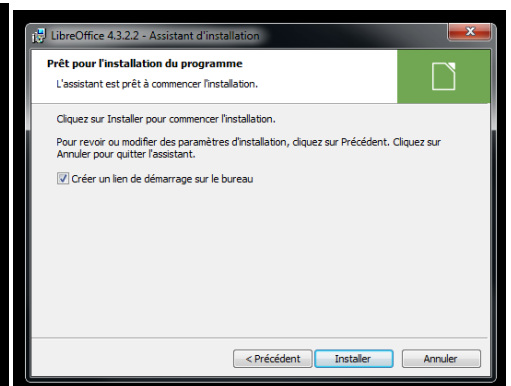 LibreOffice 4.3.2.2 - Assistant d'installation
Prêt pour l'installation du programme
L'assistant est prêt à commencer l'installation.
Cliquez sur Installer pour commencer l'installation.
Pour revoir ou modifier des paramètres d'installation, cliquez sur Précédent. Cliquez sur
Annuler pour quitter l'assistant.
Créer un lien de démarrage sur le bureau
< Précédent Installer Annuler